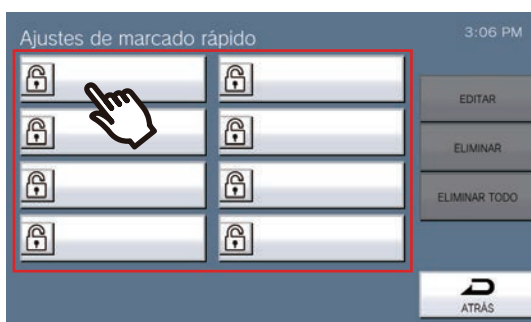 Ajustes de marcado rápido
3:06 PM
EDITAR
ELIMINAR
ELIMINAR TODO
ATRÁS